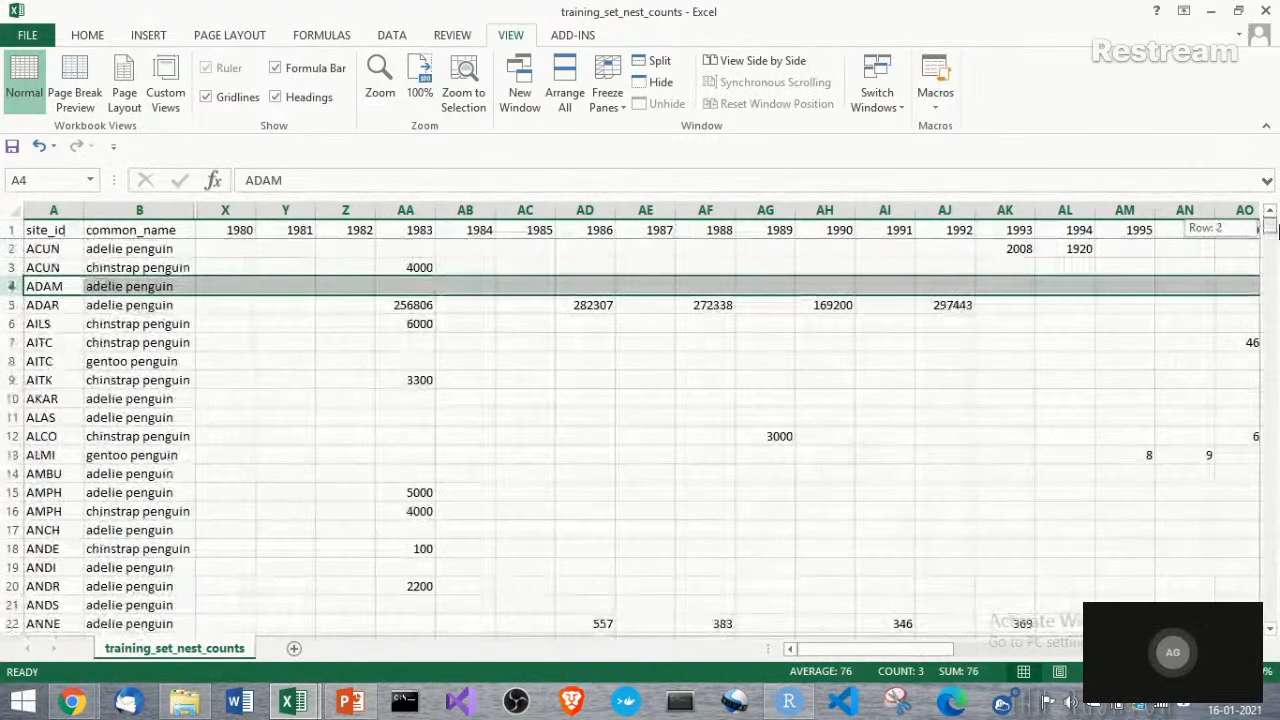 training_set_nest_counts - Excel
FILE HOME INSERT PAGE LAYOUT FORMULAS DATA REVIEW VIEW ADD-INS
Restream
Normal Page Break Preview Page Layout Custom Views
Workbook Views
Ruler Formula Bar
Gridlines Headings
Show
Zoom 100% Zoom to Selection
Zoom
New Window Arrange All Freeze Panes
Split View Side by Side
Hide Synchronous Scrolling
Unhide Reset Window Position
Window
Switch Windows
Macros
Macros
A4 fx ADAM
A B X Y Z AA AB AC AD AE AF AG AH AI AJ AK AL AM AN AO
1 site_id common_name 1980 1981 1982 1983 1984 1985 1986 1987 1988 1989 1990 1991 1992 1993 1994 1995 Row: 2
2 ACUN adelie penguin 2008 1920
3 ACUN chinstrap penguin 4000
4 ADAM adelie penguin
5 ADAR adelie penguin 256806 282307 272338 169200 297443
6 AILS chinstrap penguin 6000
7 AITC chinstrap penguin 46
8 AITC gentoo penguin
9 AITK chinstrap penguin 3300
10 AKAR adelie penguin
11 ALAS adelie penguin
12 ALCO chinstrap penguin 3000 6
13 ALMI gentoo penguin 8 9
14 AMBU adelie penguin
15 AMPH adelie penguin 5000
16 AMPH chinstrap penguin 4000
17 ANCH adelie penguin
18 ANDE chinstrap penguin 100
19 ANDI adelie penguin
20 ANDR adelie penguin 2200
21 ANDS adelie penguin
22 ANNE adelie penguin 557 383 346 369
Activate
Go to PC
training_set_nest_counts
AG
READY AVERAGE: 76 COUNT: 3 SUM: 76
16-01-2021